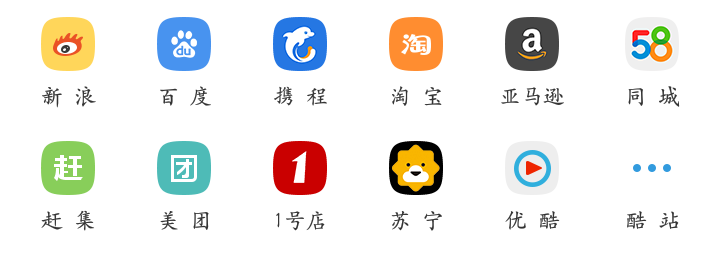 du 淘 a 58
新浪 百度 携程 淘宝 亚马逊 同城
赶 团 1
赶集 美团 1号店 苏宁 优酷 酷站